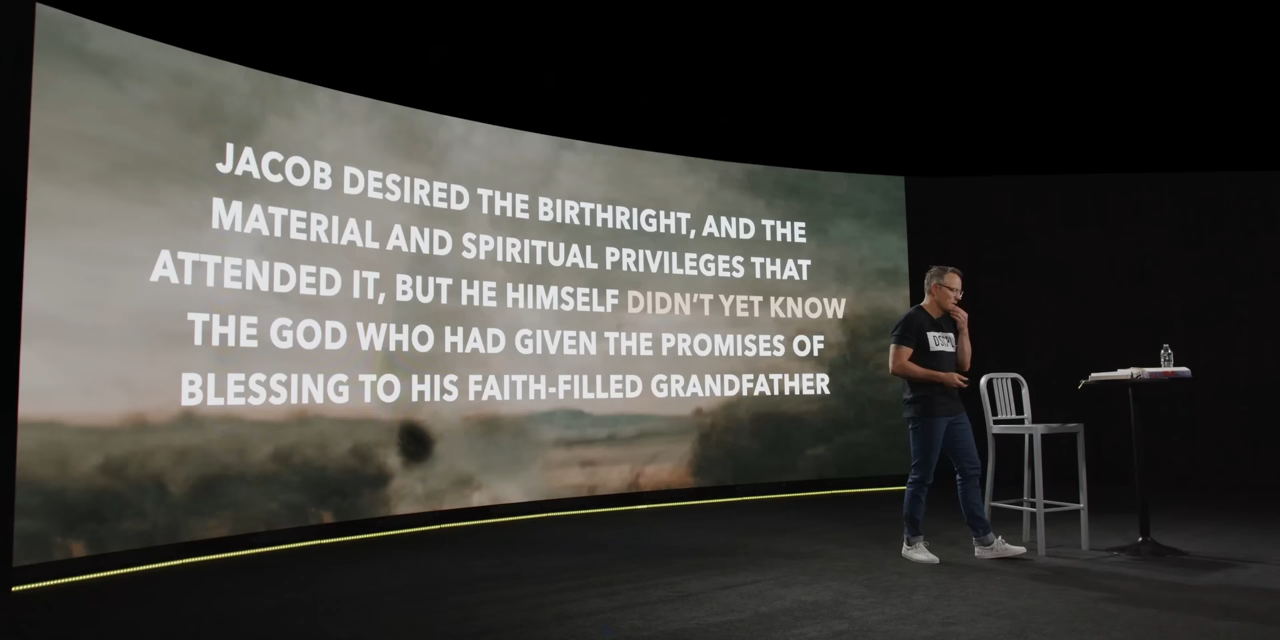 JACOB DESIRED THE BIRTHRIGHT, AND THE
MATERIAL AND SPIRITUAL PRIVILEGES THAT
ATTENDED IT, BUT HE HIMSELF DIDN'T YET KNOW
THE GOD WHO HAD GIVEN THE PROMISES OF
BLESSING TO HIS FAITH-FILLED GRANDFATHER